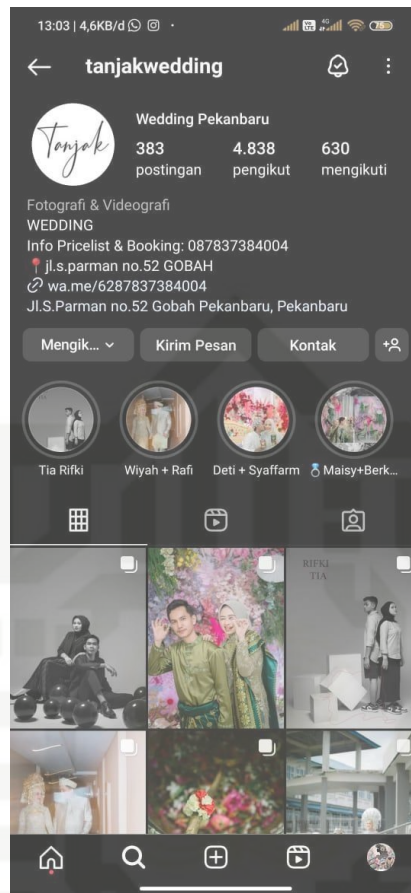 13:03 | 4,6KB/d
4G
75
tanjakwedding
Tanjak
Wedding Pekanbaru
383
4.838
630
postingan
pengikut
mengikuti
Fotografi & Videografi
WEDDING
Info Pricelist & Booking: 087837384004
📍 jl.s.parman no.52 GOBAH
wa.me/6287837384004
Jl.S.Parman no.52 Gobah Pekanbaru, Pekanbaru
Mengik...
Kirim Pesan
Kontak
Tia Rifki
Wiyah + Rafi
Deti + Syaffarm
💍 Maisy+Berk...
RIFKI
TIA